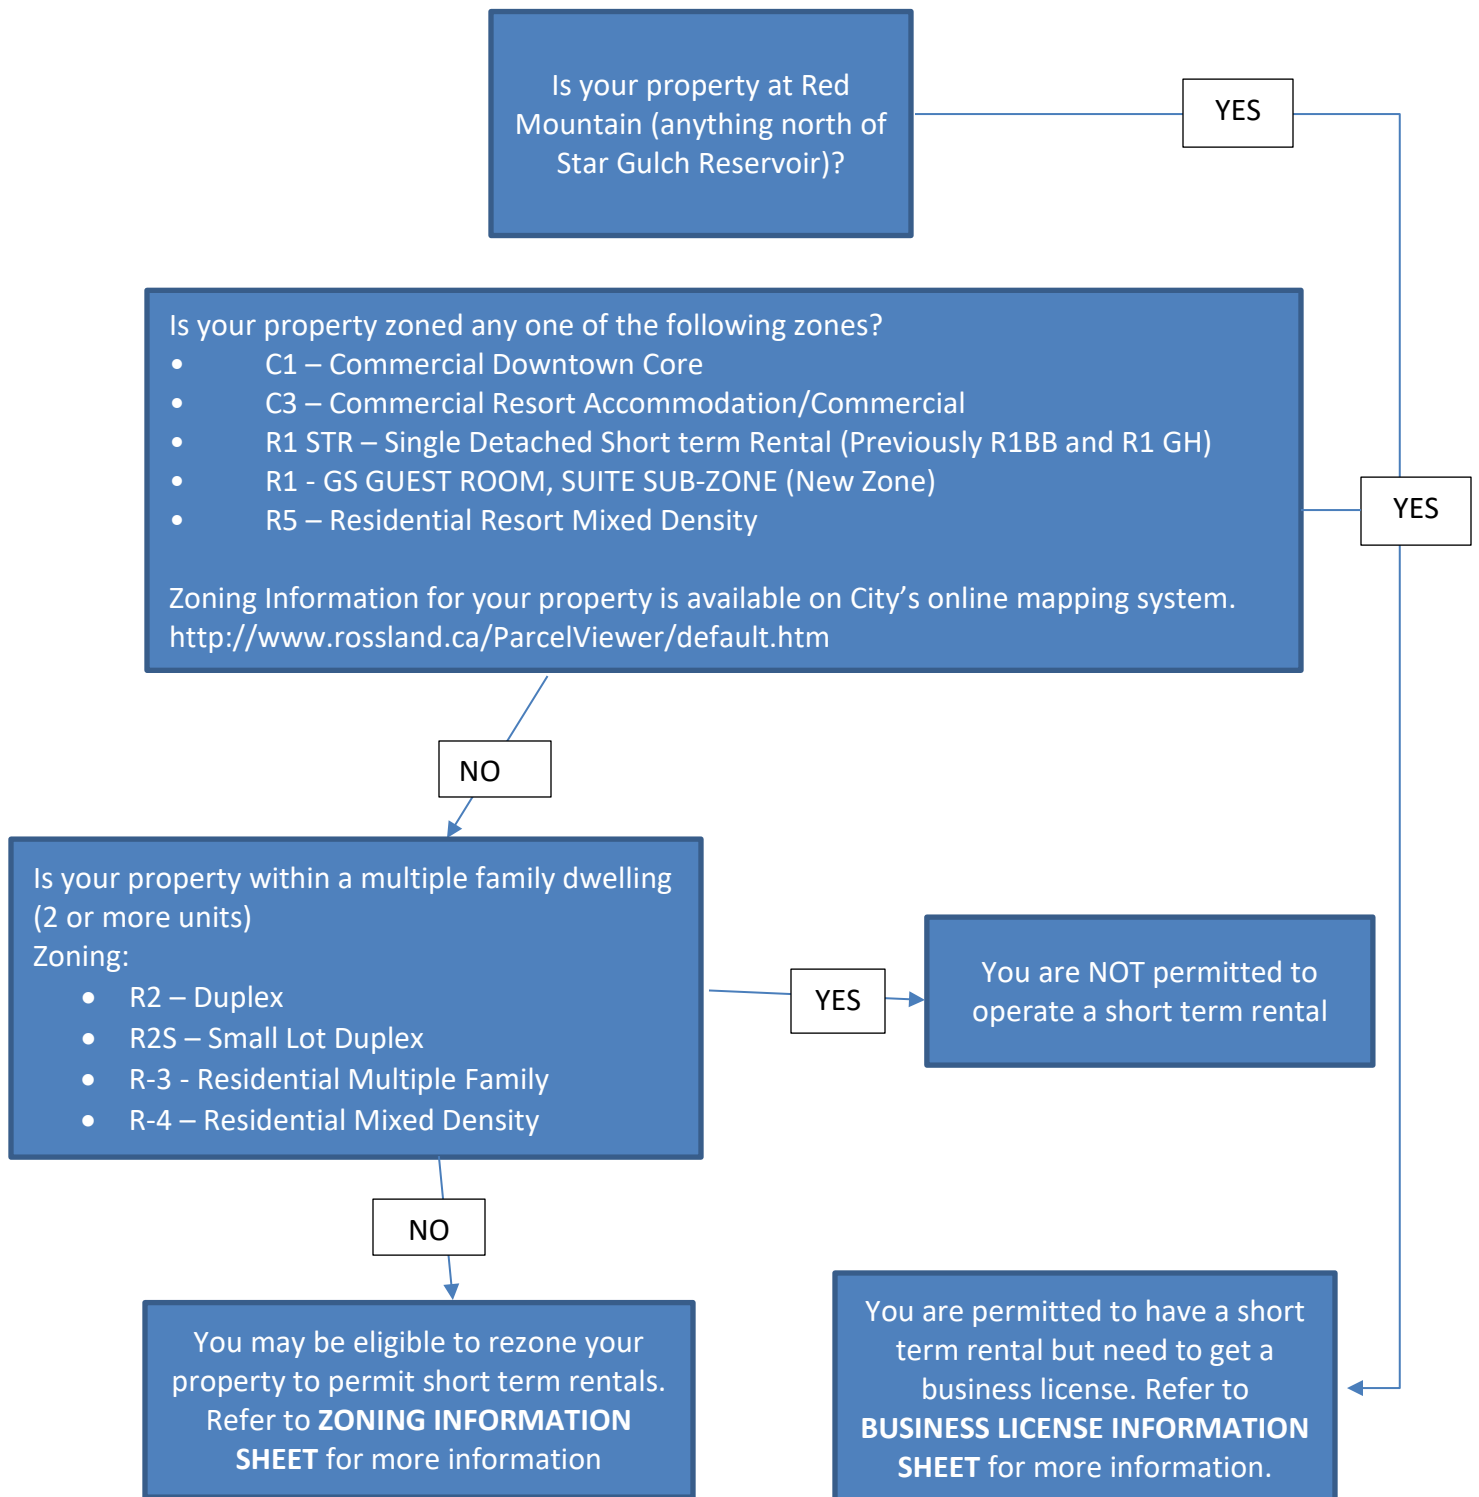 Is your property at Red
Mountain (anything north of
Star Gulch Reservoir)?
YES
Is your property zoned any one of the following zones?
• C1 – Commercial Downtown Core
• C3 – Commercial Resort Accommodation/Commercial
• R1 STR – Single Detached Short term Rental (Previously R1BB and R1 GH)
• R1 - GS GUEST ROOM, SUITE SUB-ZONE (New Zone)
• R5 – Residential Resort Mixed Density
Zoning Information for your property is available on City’s online mapping system.
http://www.rossland.ca/ParcelViewer/default.htm
YES
NO
Is your property within a multiple family dwelling
(2 or more units)
Zoning:
• R2 – Duplex
• R2S – Small Lot Duplex
• R-3 - Residential Multiple Family
• R-4 – Residential Mixed Density
YES
You are NOT permitted to
operate a short term rental
NO
You may be eligible to rezone your
property to permit short term rentals.
Refer to ZONING INFORMATION
SHEET for more information
You are permitted to have a short
term rental but need to get a
business license. Refer to
BUSINESS LICENSE INFORMATION
SHEET for more information.